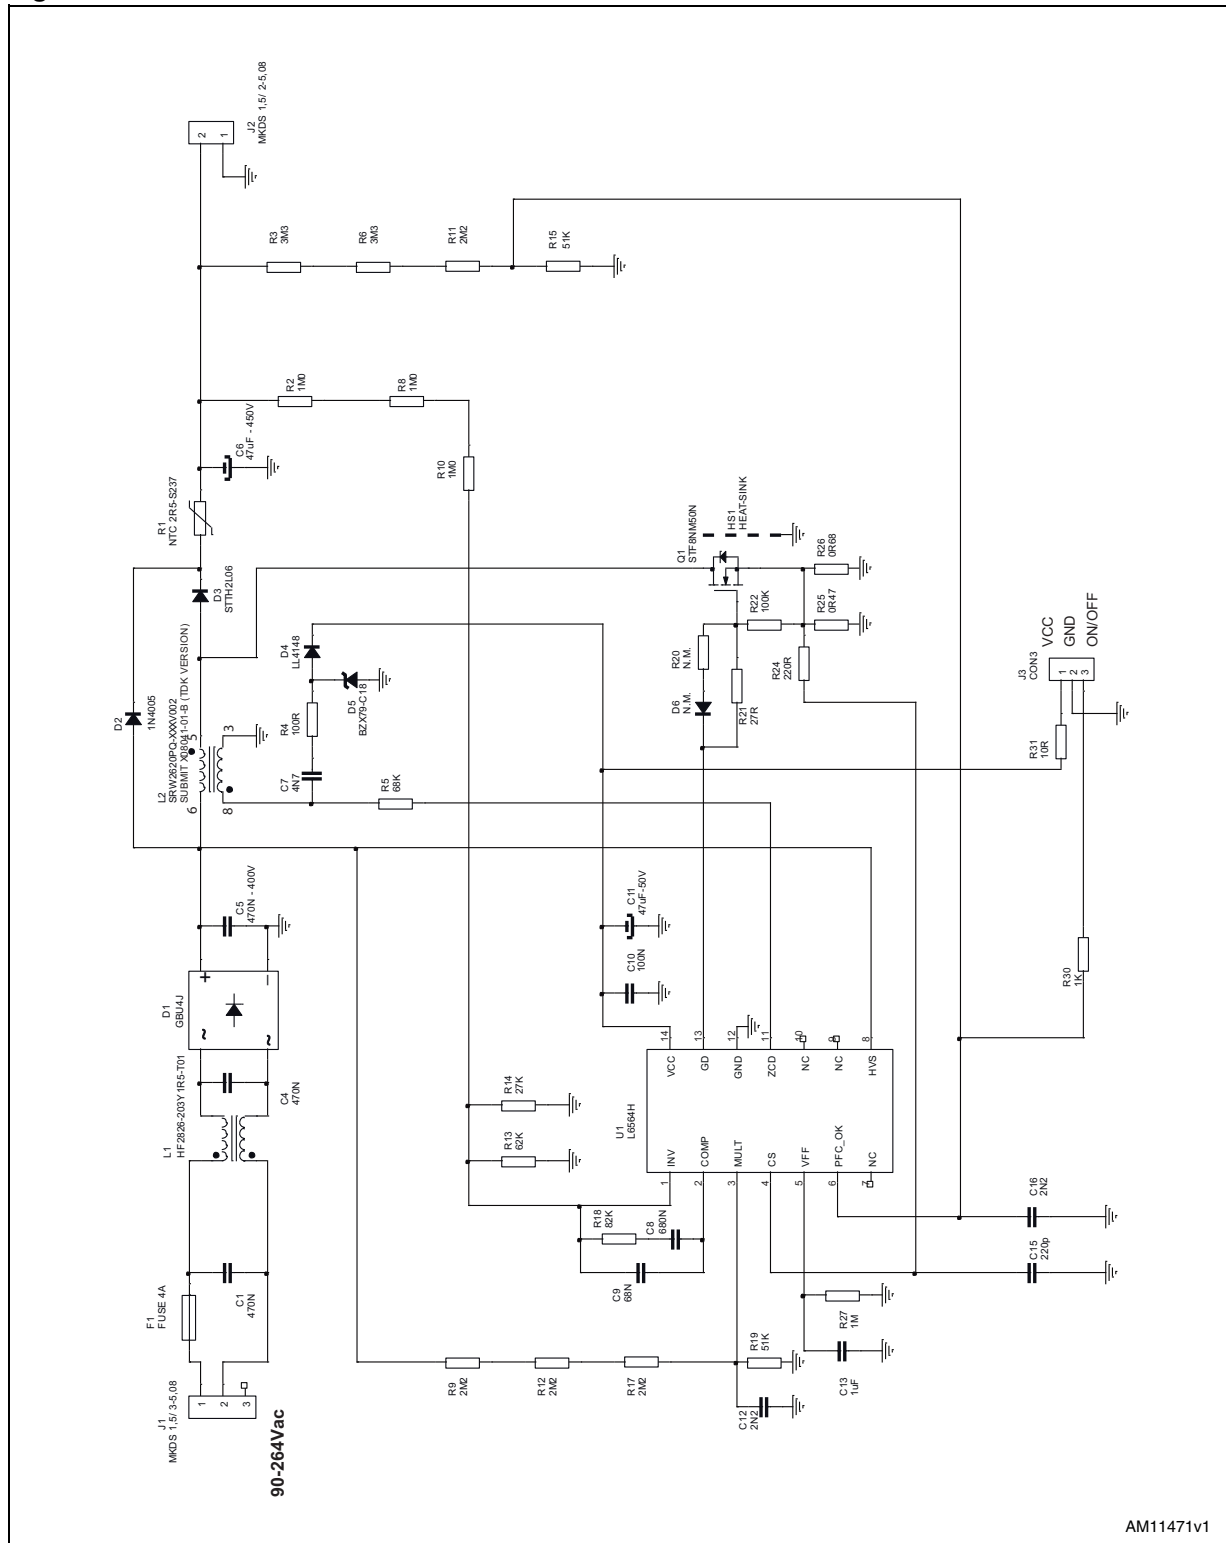 J1
MKDS 1,5/ 3-5,08
1
2
3
90-264Vac
F1
FUSE 4A
C1
470N
L1
HF2826-203Y1R5-T01
C4
470N
D1
GBU4J
~
~
+
–
C5
470N - 400V
D2
1N4005
L2
SRW2620PQ-XXXV002
SUBMIT X08041-01-B (TDK VERSION)
6
5
8
3
D3
STTH2L06
R1
NTC 2R5-S237
C6
47uF - 450V
J2
MKDS 1,5/ 2-5,08
2
1
R3
3M3
R6
3M3
R11
2M2
R15
51K
R2
1M0
R8
1M0
R10
1M0
D4
LL4148
R4
100R
D5
BZX79-C18
C7
4N7
R5
68K
Q1
STF8NM50N
HS1
HEAT-SINK
R26
0R68
R25
0R47
R22
100K
R24
220R
R20
N.M.
D6
N.M.
R21
27R
C11
47uF-50V
C10
100N
R14
27K
R13
62K
U1
L6564H
INV
COMP
MULT
CS
VFF
PFC_OK
NC
1
2
3
4
5
6
7
VCC
GD
GND
ZCD
NC
NC
HVS
14
13
12
11
10
9
8
R18
82K
C8
680N
C9
68N
R9
2M2
R12
2M2
R17
2M2
R19
51K
C12
2N2
C13
1uF
R27
1M
C15
220p
C16
2N2
R30
1K
R31
10R
J3
CON3
1
2
3
VCC
GND
ON/OFF
AM11471v1